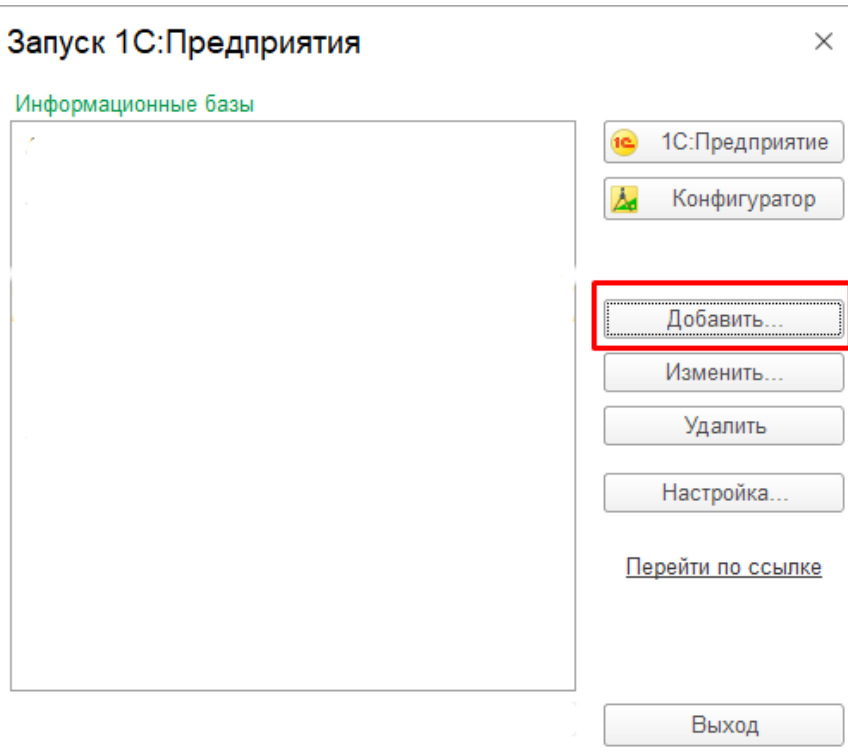 Запуск 1С:Предприятия
Информационные базы
1С:Предприятие
Конфигуратор
Добавить...
Изменить...
Удалить
Настройка...
Перейти по ссылке
Выход